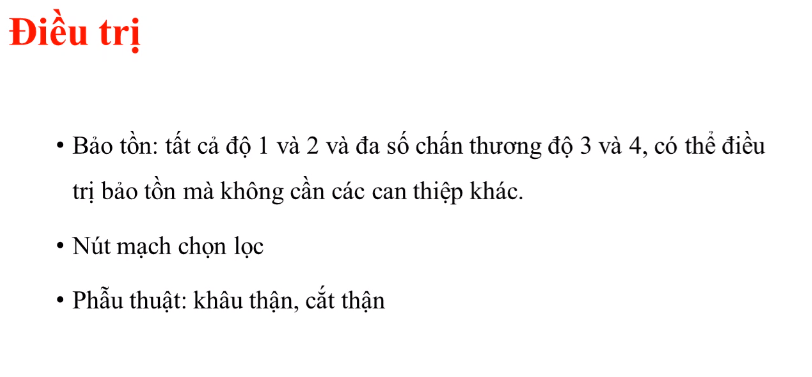 Điều trị
• Bảo tồn: tất cả độ 1 và 2 và đa số chấn thương độ 3 và 4, có thể điều
trị bảo tồn mà không cần các can thiệp khác.
• Nút mạch chọn lọc
• Phẫu thuật: khâu thận, cắt thận